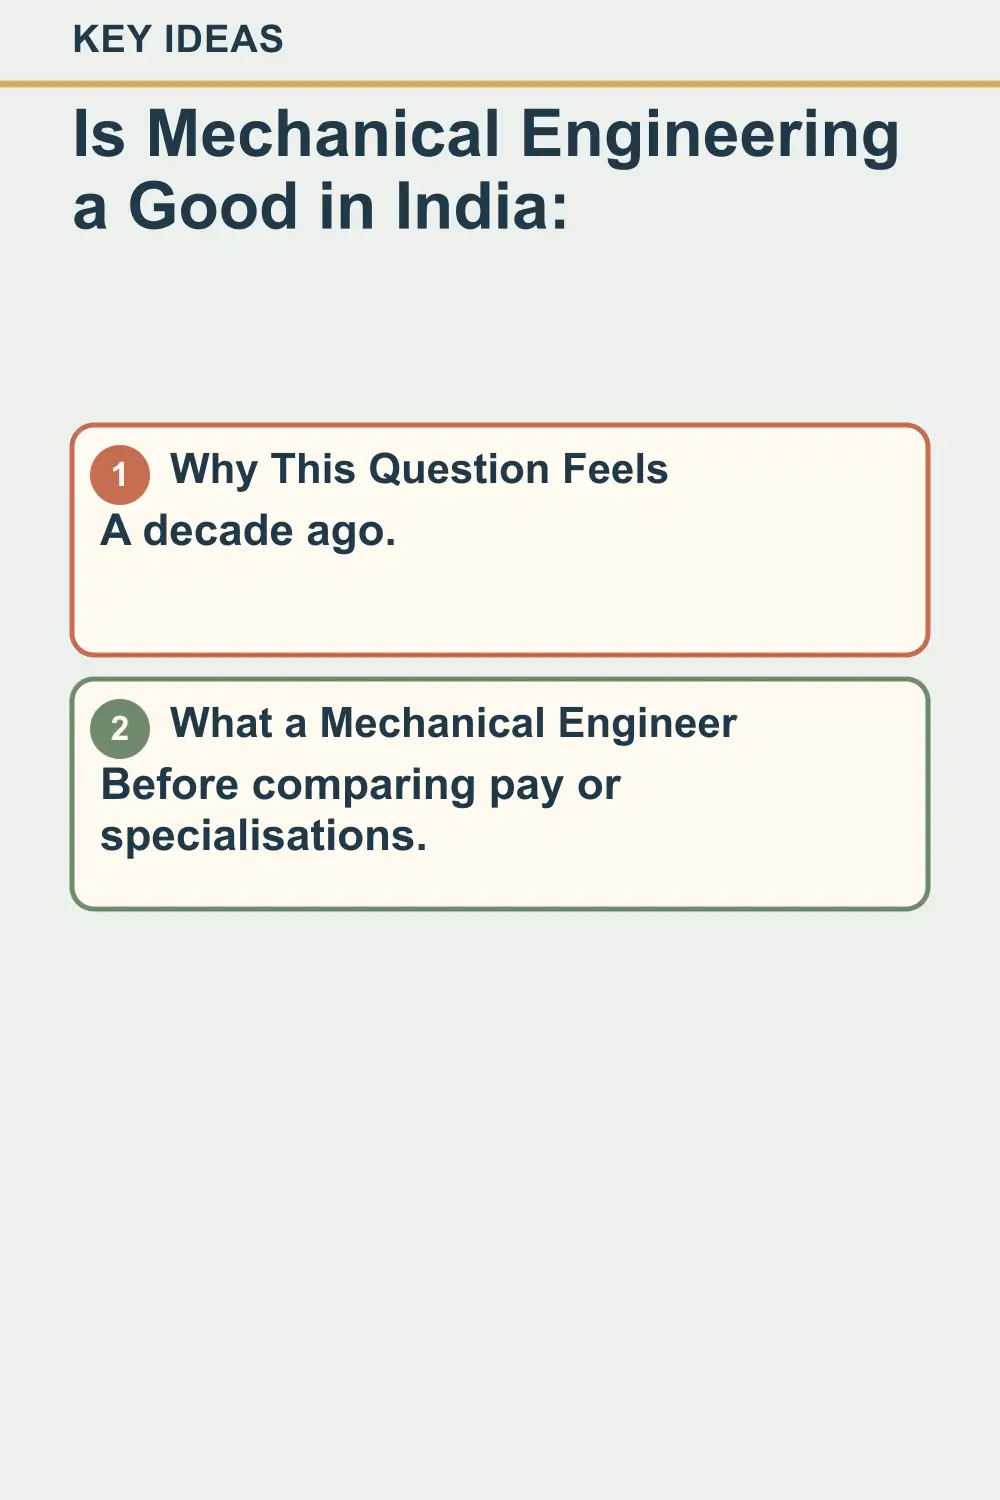 KEY IDEAS
Is Mechanical Engineering
a Good in India:
1 Why This Question Feels
A decade ago.
2 What a Mechanical Engineer
Before comparing pay or
specialisations.